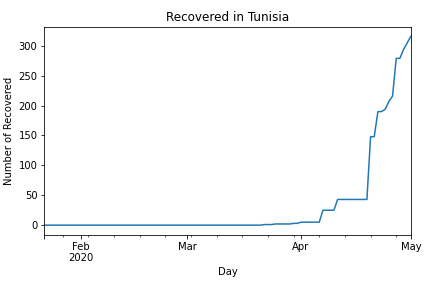 Recovered in Tunisia
Number of Recovered
300
250
200
150
100
50
0
Feb
2020
Mar
Apr
May
Day